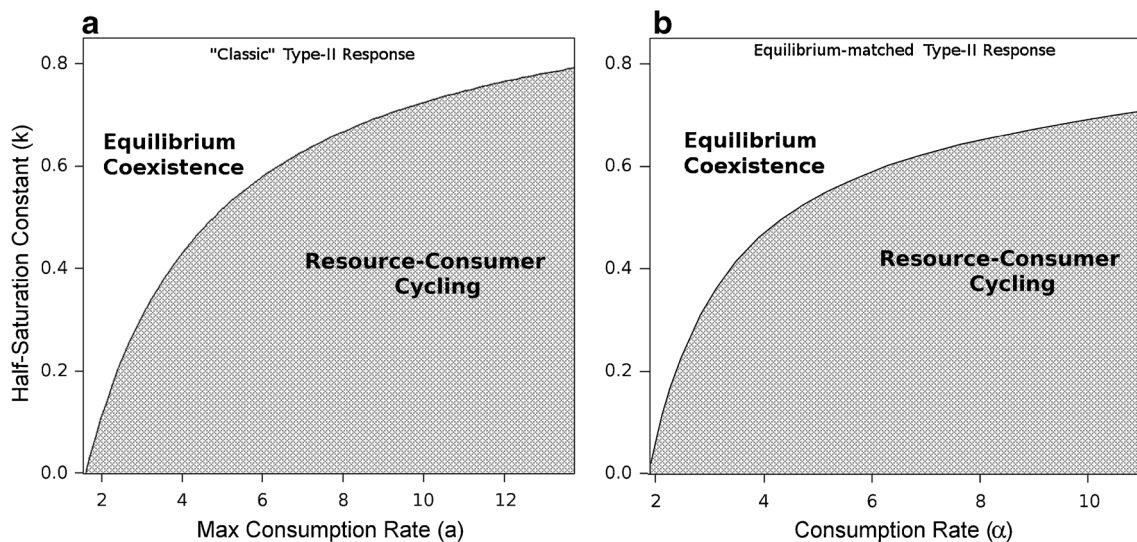 a
"Classic" Type-II Response
Half-Saturation Constant (k)
0.8
0.6
0.4
0.2
0.0
Equilibrium
Coexistence
Resource-Consumer
Cycling
2 4 6 8 10 12
Max Consumption Rate (a)
b
Equilibrium-matched Type-II Response
0.8
0.6
0.4
0.2
0.0
Equilibrium
Coexistence
Resource-Consumer
Cycling
2 4 6 8 10
Consumption Rate (α)